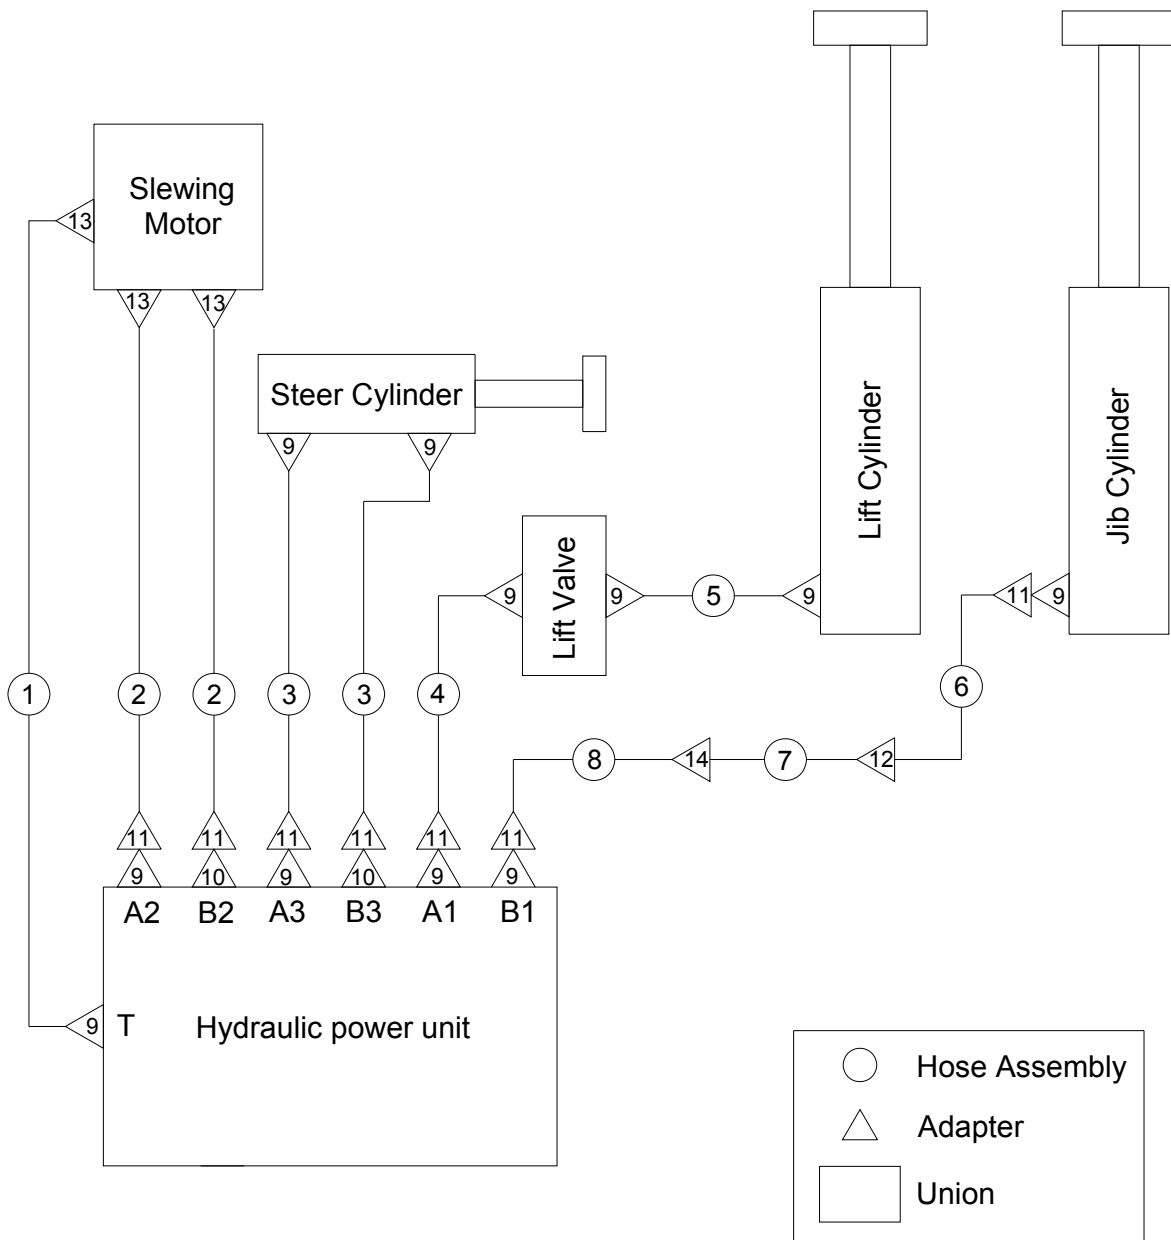 Slewing
Motor
13
13
13
Steer Cylinder
9
9
Lift Cylinder
Jib Cylinder
Lift Valve
9
9
5
9
11
9
1
2
2
3
3
4
6
8
14
7
12
11
11
11
11
11
11
9
10
9
10
9
9
A2
B2
A3
B3
A1
B1
9
T
Hydraulic power unit
Hose Assembly
Adapter
Union